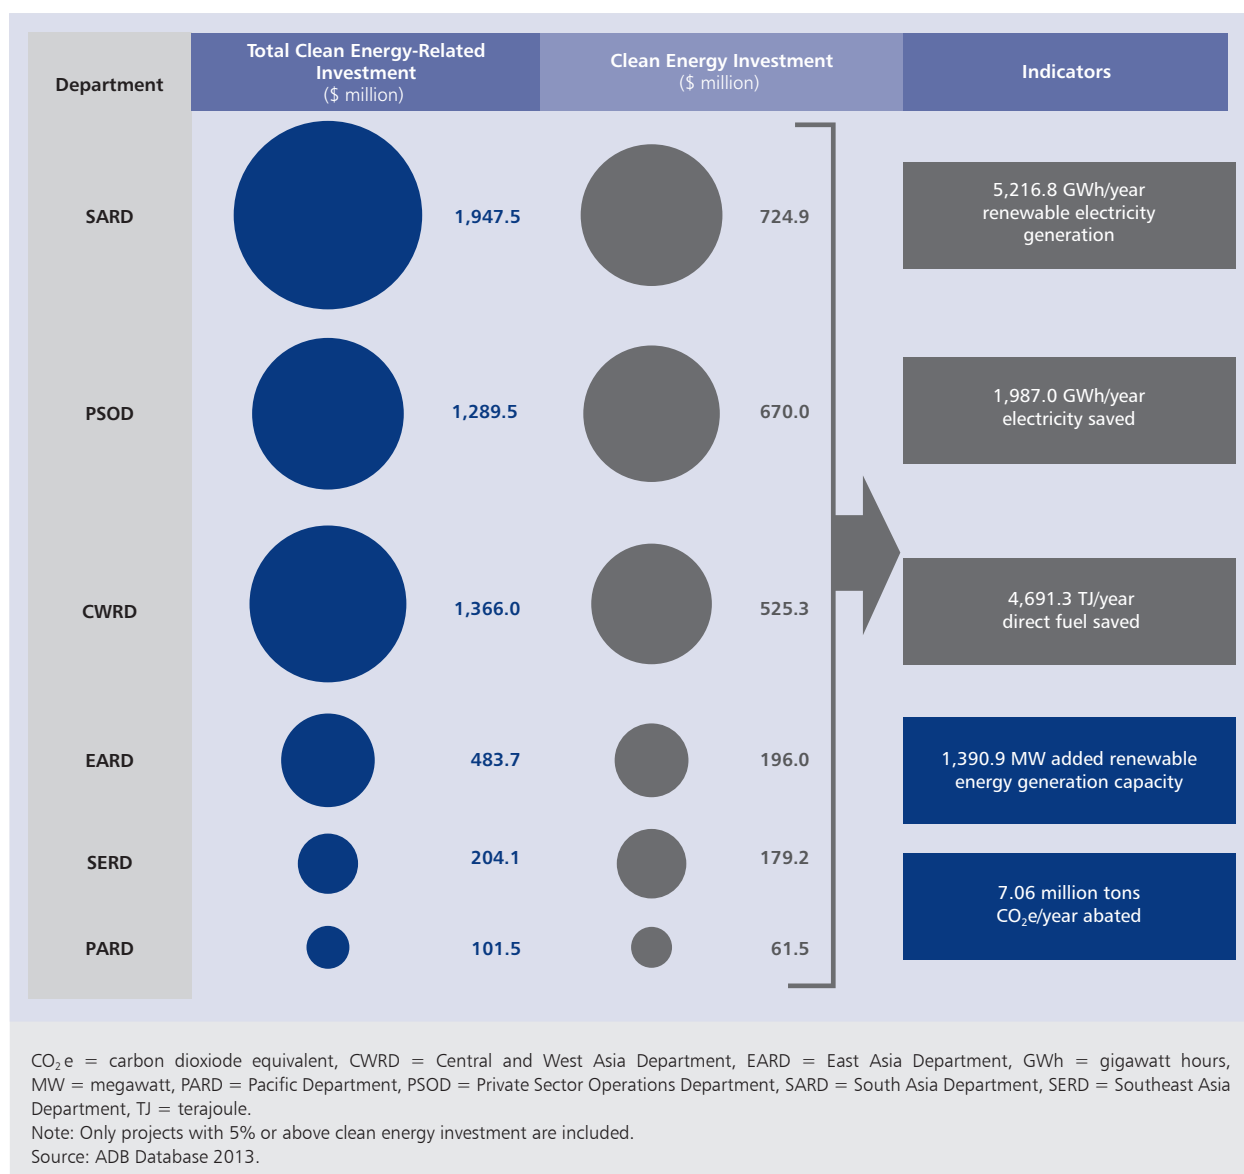 Department
Total Clean Energy-Related
Investment
($ million)
Clean Energy Investment
($ million)
Indicators
SARD
1,947.5
724.9
5,216.8 GWh/year
renewable electricity
generation
PSOD
1,289.5
670.0
1,987.0 GWh/year
electricity saved
CWRD
1,366.0
525.3
4,691.3 TJ/year
direct fuel saved
EARD
483.7
196.0
1,390.9 MW added renewable
energy generation capacity
SERD
204.1
179.2
7.06 million tons
CO₂e/year abated
PARD
101.5
61.5
CO₂e = carbon dioxiode equivalent, CWRD = Central and West Asia Department, EARD = East Asia Department, GWh = gigawatt hours,
MW = megawatt, PARD = Pacific Department, PSOD = Private Sector Operations Department, SARD = South Asia Department, SERD = Southeast Asia
Department, TJ = terajoule.
Note: Only projects with 5% or above clean energy investment are included.
Source: ADB Database 2013.